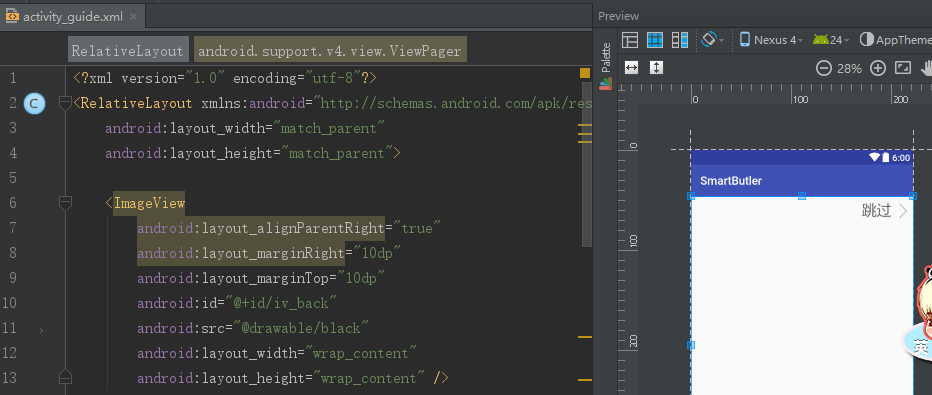 activity_guide.xml
Preview
RelativeLayout android.support.v4.view.ViewPager
Palette
Nexus 4
24
AppTheme
28%
1 <?xml version="1.0" encoding="utf-8"?>
2 <RelativeLayout xmlns:android="http://schemas.android.com/apk/res
3 android:layout_width="match_parent"
4 android:layout_height="match_parent">
5
6 <ImageView
7 android:layout_alignParentRight="true"
8 android:layout_marginRight="10dp"
9 android:layout_marginTop="10dp"
10 android:id="@+id/iv_back"
11 android:src="@drawable/black"
12 android:layout_width="wrap_content"
13 android:layout_height="wrap_content" />
C
0 100 200
0
100
200
6:00
SmartButler
跳过
英